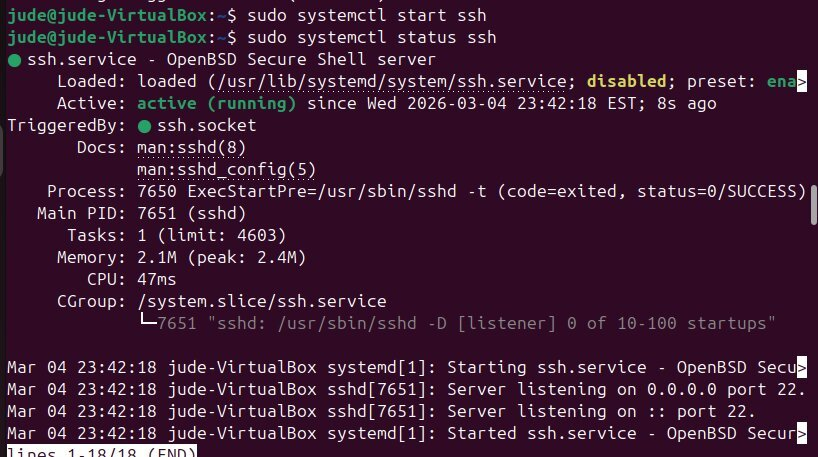 jude@jude-VirtualBox:~$ sudo systemctl start ssh
jude@jude-VirtualBox:~$ sudo systemctl status ssh
● ssh.service - OpenBSD Secure Shell server
     Loaded: loaded (/usr/lib/systemd/system/ssh.service; disabled; preset: ena>
     Active: active (running) since Wed 2026-03-04 23:42:18 EST; 8s ago
TriggeredBy: ● ssh.socket
       Docs: man:sshd(8)
             man:sshd_config(5)
    Process: 7650 ExecStartPre=/usr/sbin/sshd -t (code=exited, status=0/SUCCESS)
   Main PID: 7651 (sshd)
      Tasks: 1 (limit: 4603)
     Memory: 2.1M (peak: 2.4M)
        CPU: 47ms
     CGroup: /system.slice/ssh.service
             └─7651 "sshd: /usr/sbin/sshd -D [listener] 0 of 10-100 startups"

Mar 04 23:42:18 jude-VirtualBox systemd[1]: Starting ssh.service - OpenBSD Secu>
Mar 04 23:42:18 jude-VirtualBox sshd[7651]: Server listening on 0.0.0.0 port 22.
Mar 04 23:42:18 jude-VirtualBox sshd[7651]: Server listening on :: port 22.
Mar 04 23:42:18 jude-VirtualBox systemd[1]: Started ssh.service - OpenBSD Secur>
lines 1-18/18 (END)